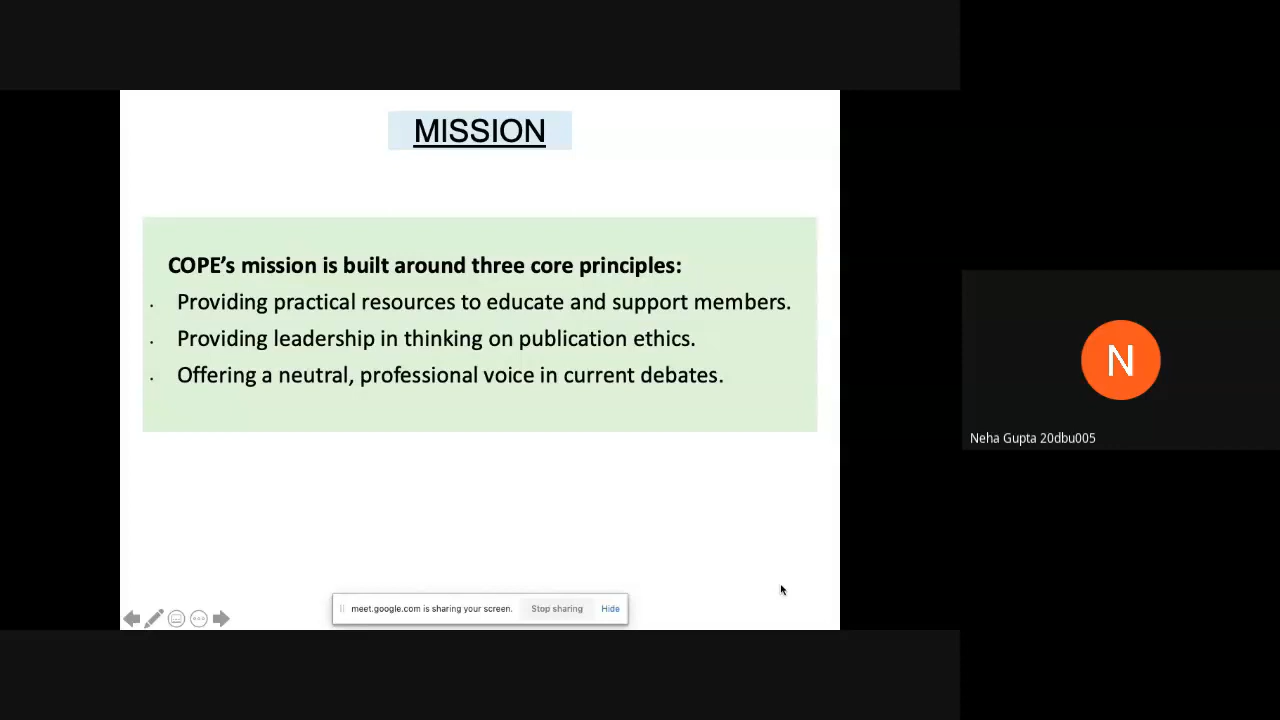 MISSION
COPE’s mission is built around three core principles:
· Providing practical resources to educate and support members.
· Providing leadership in thinking on publication ethics.
· Offering a neutral, professional voice in current debates.
N
Neha Gupta 20dbu005
meet.google.com is sharing your screen. Stop sharing Hide